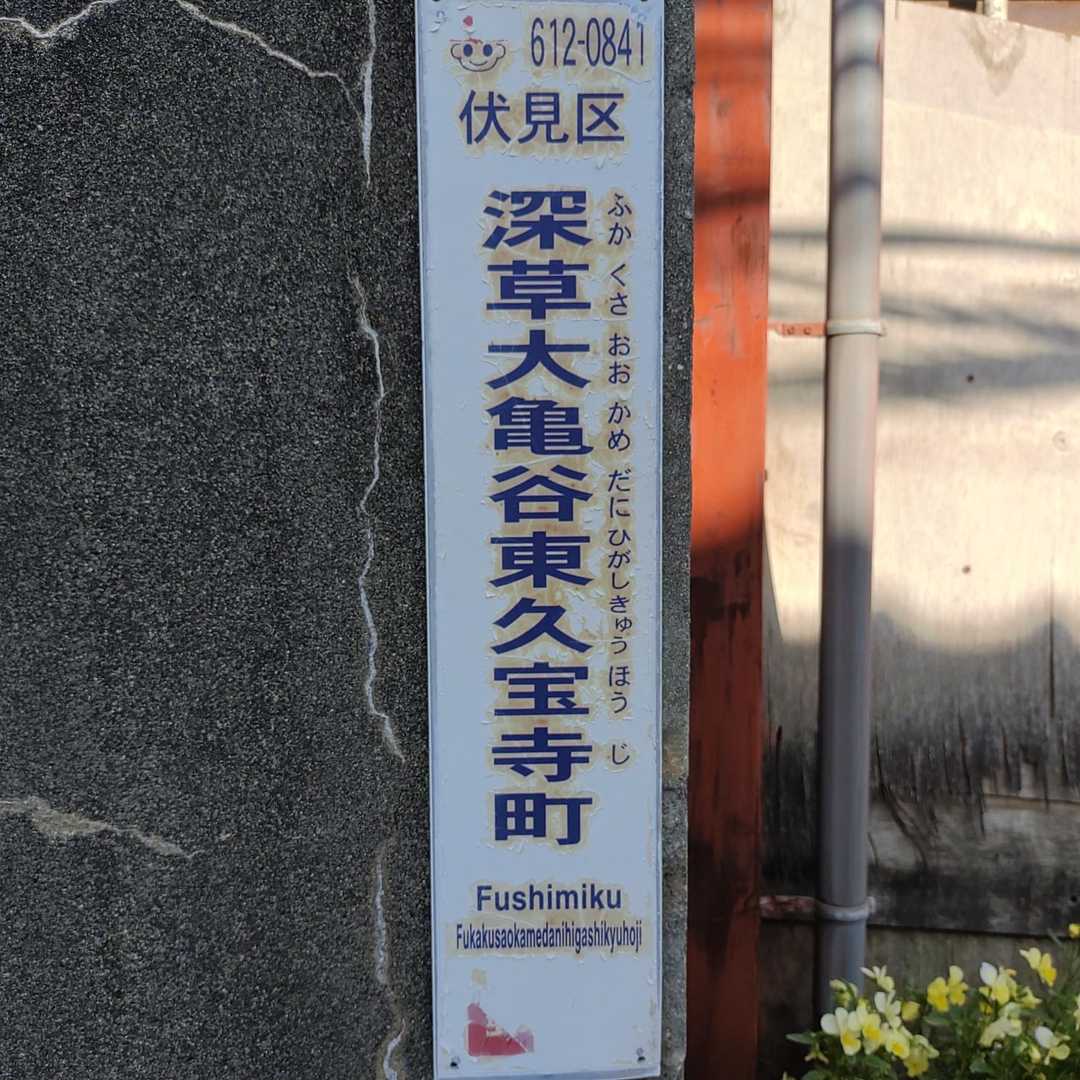 612-0841
伏見区
深草大亀谷東久宝寺町
ふかくさおおかめだにひがしきゅうほうじ
Fushimiku
Fukakusaokamedanihigashikyuhoji